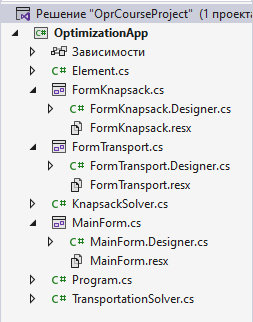 Решение "OprCourseProject" (1 проекта
C# OptimizationApp
Зависимости
C# Element.cs
FormKnapsack.cs
C# FormKnapsack.Designer.cs
FormKnapsack.resx
FormTransport.cs
C# FormTransport.Designer.cs
FormTransport.resx
C# KnapsackSolver.cs
MainForm.cs
C# MainForm.Designer.cs
MainForm.resx
C# Program.cs
C# TransportationSolver.cs